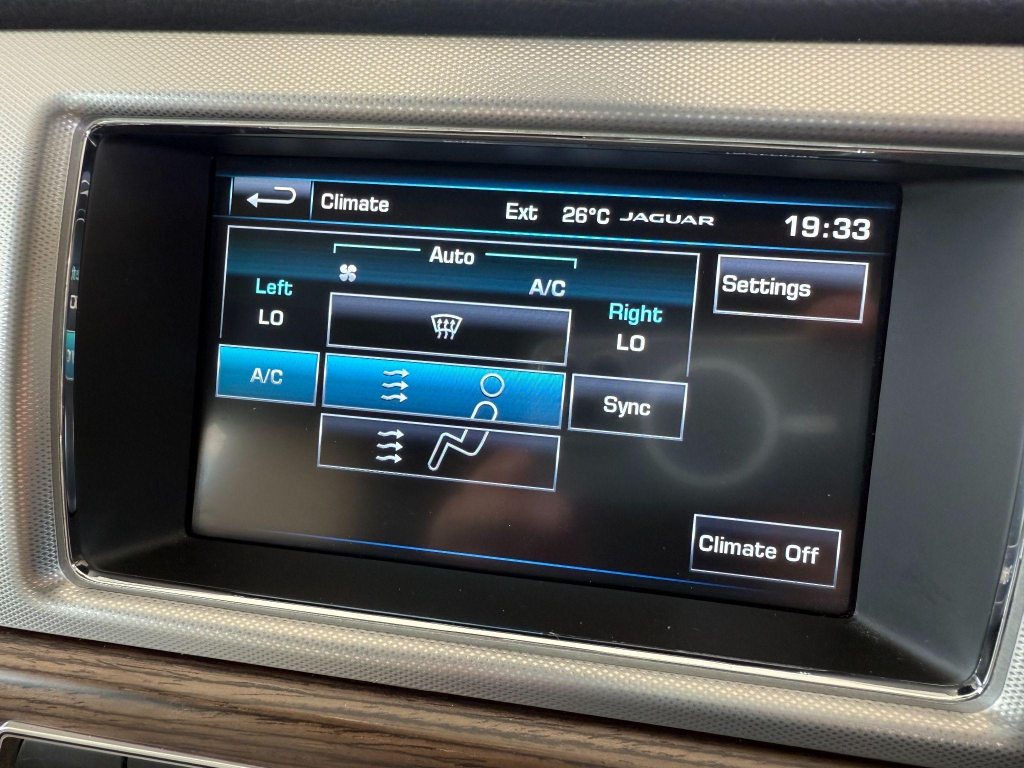 Climate Ext 26°C JAGUAR 19:33
Auto
A/C
Settings
Left
LO
Right
LO
A/C
Sync
Climate Off